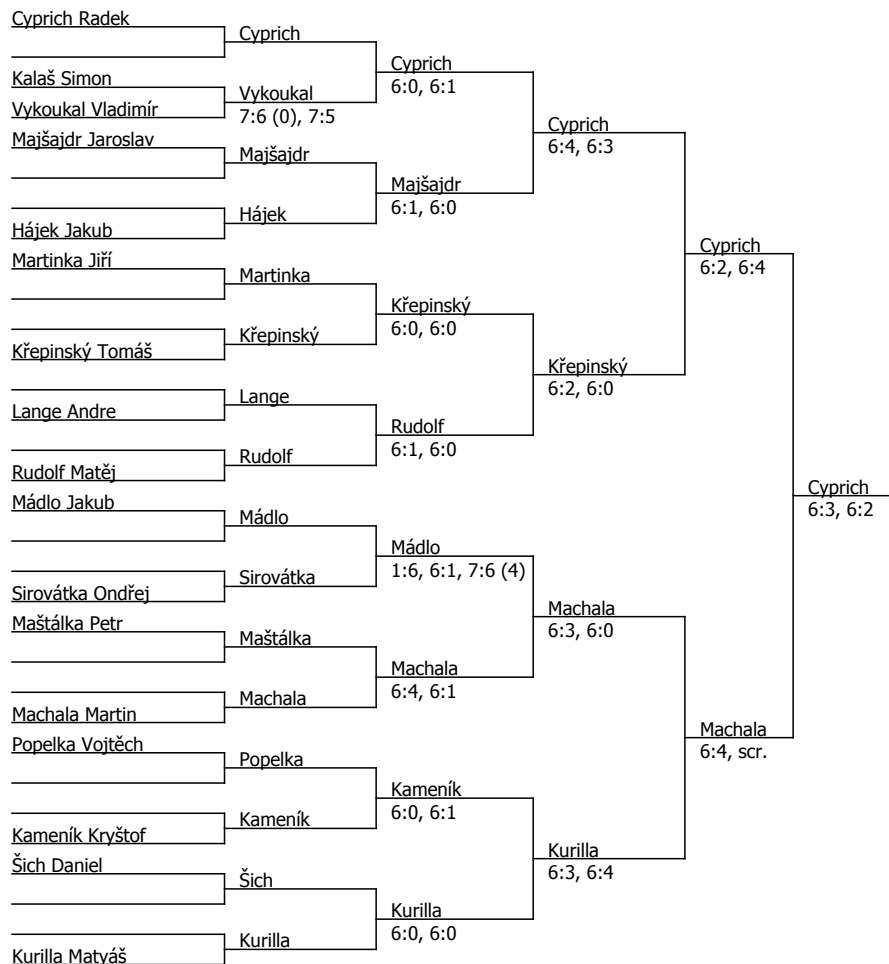 Cyprich Radek
Kalaš Simon
Vykoukal Vladimír
Majšajdr Jaroslav
Hájek Jakub
Martinka Jiří
Křepinský Tomáš
Lange Andre
Rudolf Matěj
Mádlo Jakub
Sirovátka Ondřej
Maštálka Petr
Machala Martin
Popelka Vojtěch
Kameník Kryštof
Šich Daniel
Kurilla Matyáš
Cyprich
Vykoukal
7:6 (0), 7:5
Majšajdr
Hájek
Martinka
Křepinský
Lange
Rudolf
Mádlo
Sirovátka
Maštálka
Machala
Popelka
Kameník
Šich
Kurilla
Cyprich
6:0, 6:1
Majšajdr
6:1, 6:0
Křepinský
6:0, 6:0
Rudolf
6:1, 6:0
Mádlo
1:6, 6:1, 7:6 (4)
Machala
6:4, 6:1
Kameník
6:0, 6:1
Kurilla
6:0, 6:0
Cyprich
6:4, 6:3
Křepinský
6:2, 6:0
Machala
6:3, 6:0
Kurilla
6:3, 6:4
Cyprich
6:2, 6:4
Machala
6:4, scr.
Cyprich
6:3, 6:2